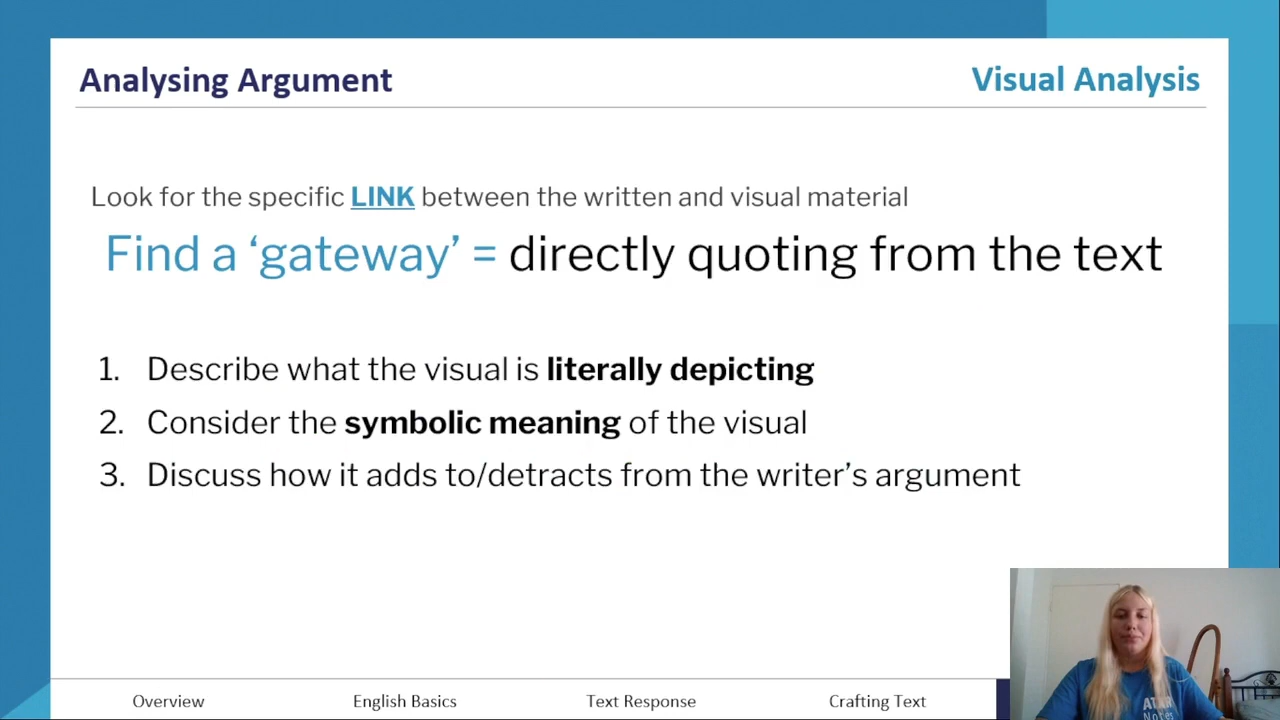 Analysing Argument
Visual Analysis
Look for the specific LINK between the written and visual material
Find a ‘gateway’ = directly quoting from the text
1. Describe what the visual is literally depicting
2. Consider the symbolic meaning of the visual
3. Discuss how it adds to/detracts from the writer’s argument
Overview
English Basics
Text Response
Crafting Text
ATAR
Notes